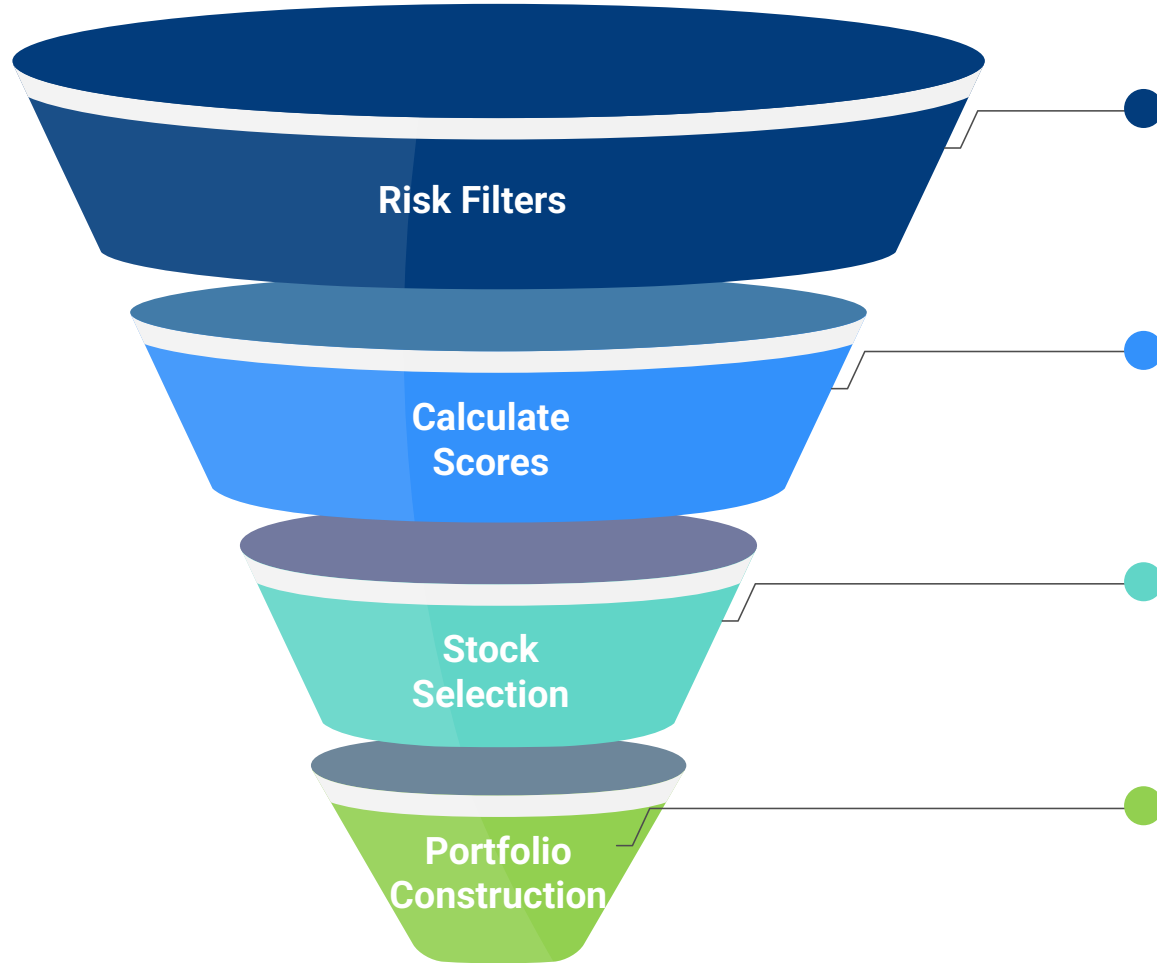 Risk Filters
Calculate
Scores
Stock
Selection
Portfolio
Construction